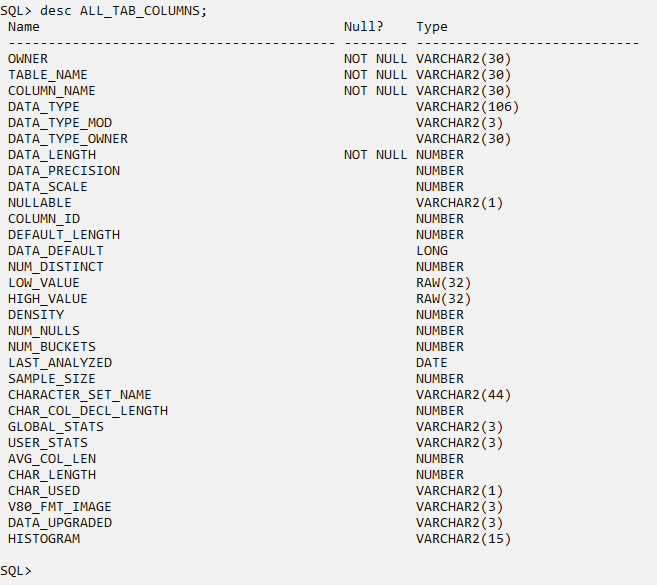 SQL> desc ALL_TAB_COLUMNS;
 Name                                      Null?    Type
 ----------------------------------------- -------- ----------------------------
 OWNER                                     NOT NULL VARCHAR2(30)
 TABLE_NAME                                NOT NULL VARCHAR2(30)
 COLUMN_NAME                               NOT NULL VARCHAR2(30)
 DATA_TYPE                                          VARCHAR2(106)
 DATA_TYPE_MOD                                      VARCHAR2(3)
 DATA_TYPE_OWNER                                    VARCHAR2(30)
 DATA_LENGTH                               NOT NULL NUMBER
 DATA_PRECISION                                     NUMBER
 DATA_SCALE                                         NUMBER
 NULLABLE                                           VARCHAR2(1)
 COLUMN_ID                                          NUMBER
 DEFAULT_LENGTH                                     NUMBER
 DATA_DEFAULT                                       LONG
 NUM_DISTINCT                                       NUMBER
 LOW_VALUE                                          RAW(32)
 HIGH_VALUE                                         RAW(32)
 DENSITY                                            NUMBER
 NUM_NULLS                                          NUMBER
 NUM_BUCKETS                                        NUMBER
 LAST_ANALYZED                                      DATE
 SAMPLE_SIZE                                        NUMBER
 CHARACTER_SET_NAME                                 VARCHAR2(44)
 CHAR_COL_DECL_LENGTH                               NUMBER
 GLOBAL_STATS                                       VARCHAR2(3)
 USER_STATS                                         VARCHAR2(3)
 AVG_COL_LEN                                        NUMBER
 CHAR_LENGTH                                        NUMBER
 CHAR_USED                                          VARCHAR2(1)
 V80_FMT_IMAGE                                      VARCHAR2(3)
 DATA_UPGRADED                                      VARCHAR2(3)
 HISTOGRAM                                          VARCHAR2(15)
SQL>